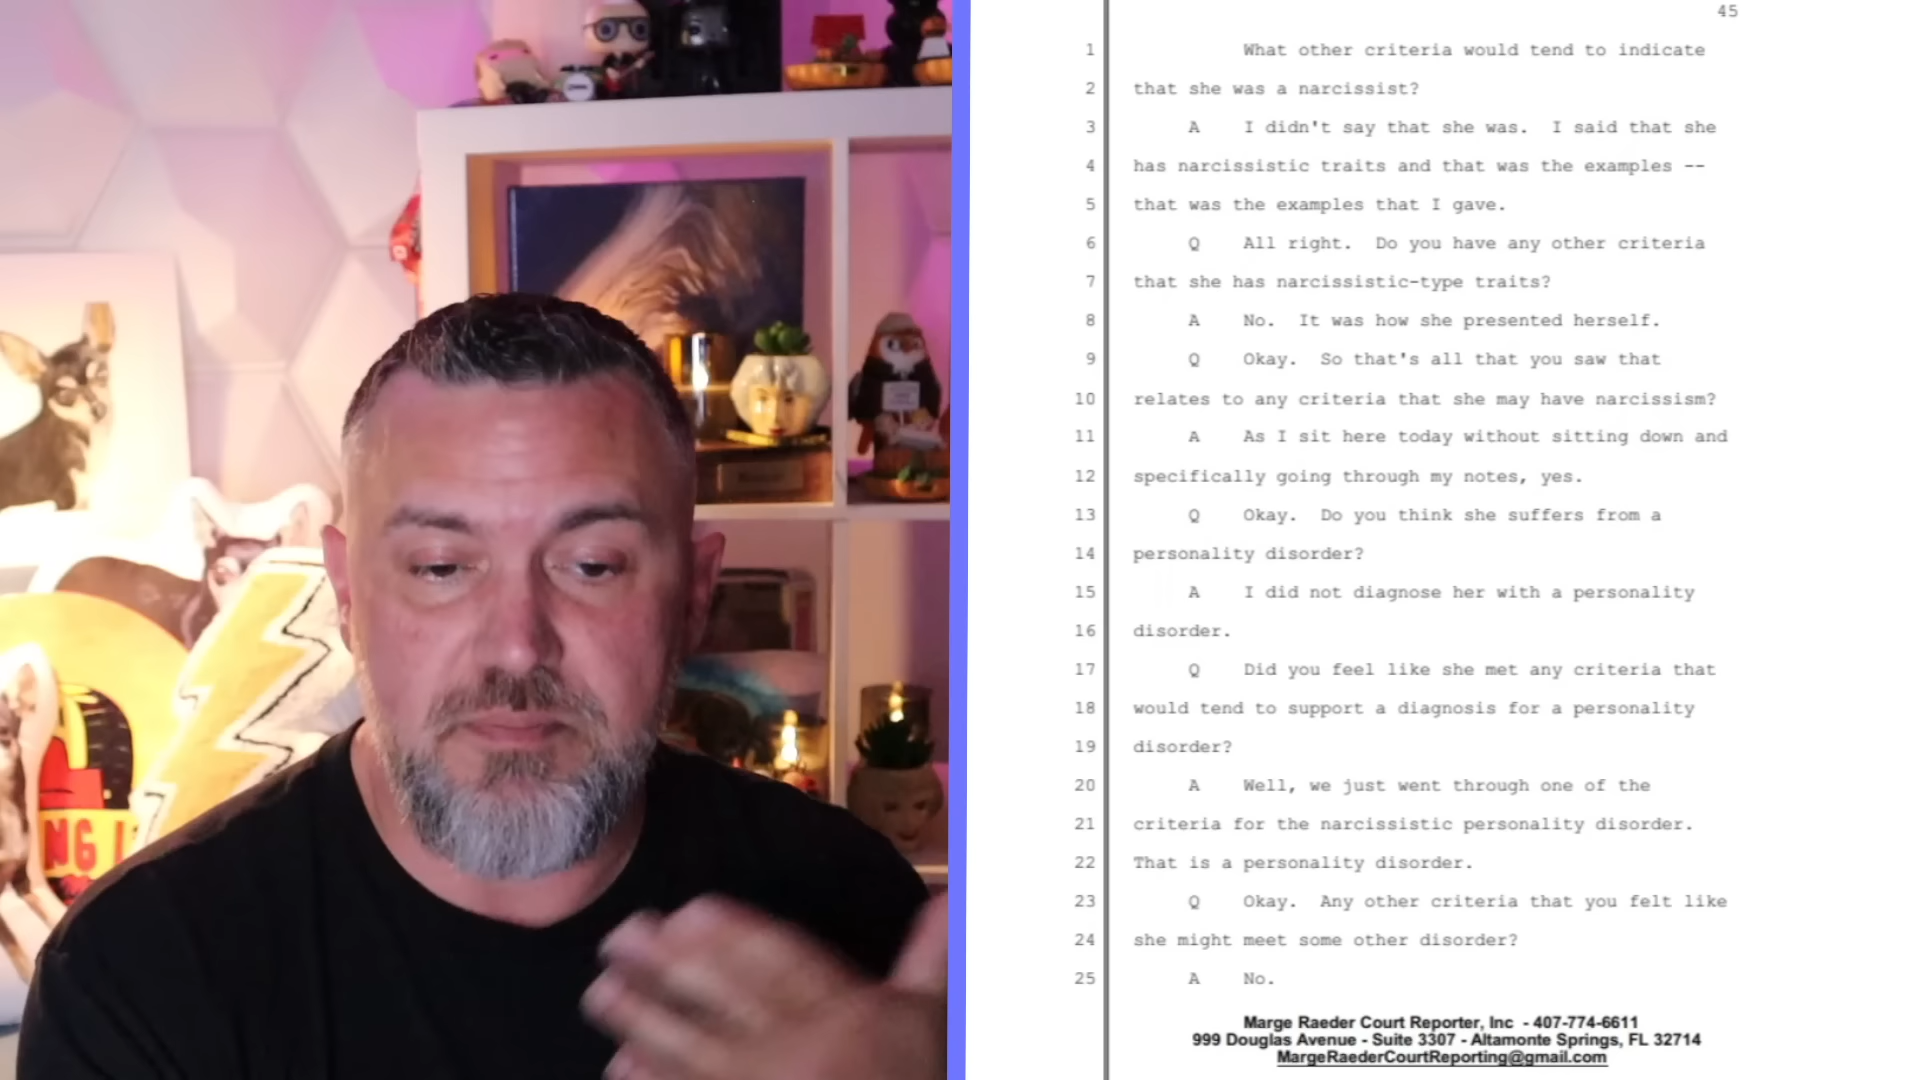 45
1 What other criteria would tend to indicate
2 that she was a narcissist?
3 A I didn't say that she was. I said that she
4 has narcissistic traits and that was the examples --
5 that was the examples that I gave.
6 Q All right. Do you have any other criteria
7 that she has narcissistic-type traits?
8 A No. It was how she presented herself.
9 Q Okay. So that's all that you saw that
10 relates to any criteria that she may have narcissism?
11 A As I sit here today without sitting down and
12 specifically going through my notes, yes.
13 Q Okay. Do you think she suffers from a
14 personality disorder?
15 A I did not diagnose her with a personality
16 disorder.
17 Q Did you feel like she met any criteria that
18 would tend to support a diagnosis for a personality
19 disorder?
20 A Well, we just went through one of the
21 criteria for the narcissistic personality disorder.
22 That is a personality disorder.
23 Q Okay. Any other criteria that you felt like
24 she might meet some other disorder?
25 A No.
Marge Raeder Court Reporter, Inc - 407-774-6611
999 Douglas Avenue - Suite 3307 - Altamonte Springs, FL 32714
MargeRaederCourtReporting@gmail.com